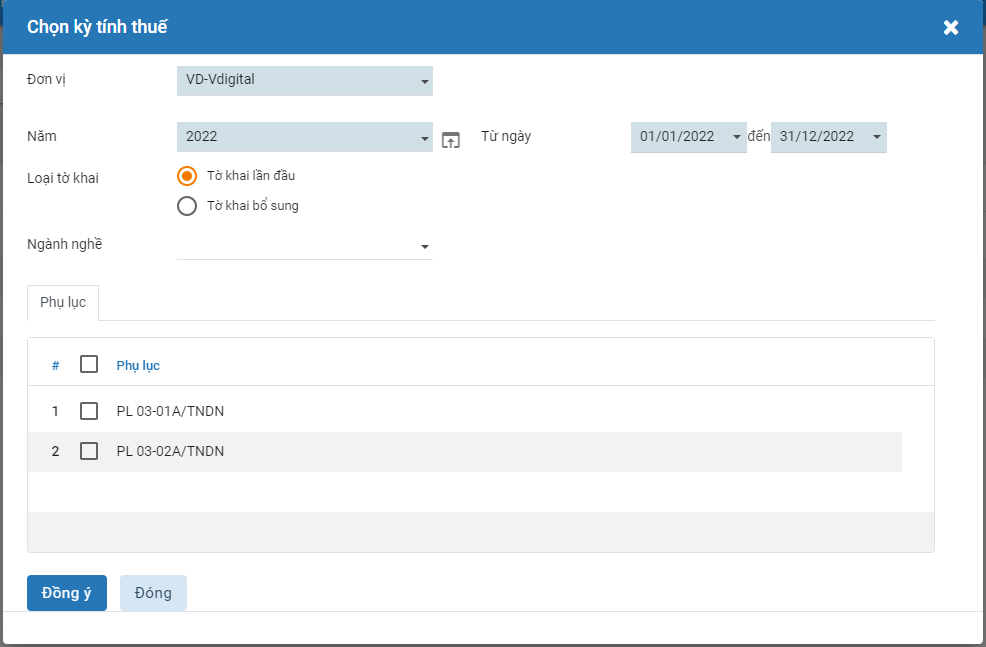 Chọn kỳ tính thuế
Đơn vị VD-Vdigital
Năm 2022 Từ ngày 01/01/2022 đến 31/12/2022
Loại tờ khai Tờ khai lần đầu
Tờ khai bổ sung
Ngành nghề
Phụ lục
# Phụ lục
1 PL 03-01A/TNDN
2 PL 03-02A/TNDN
Đồng ý Đóng